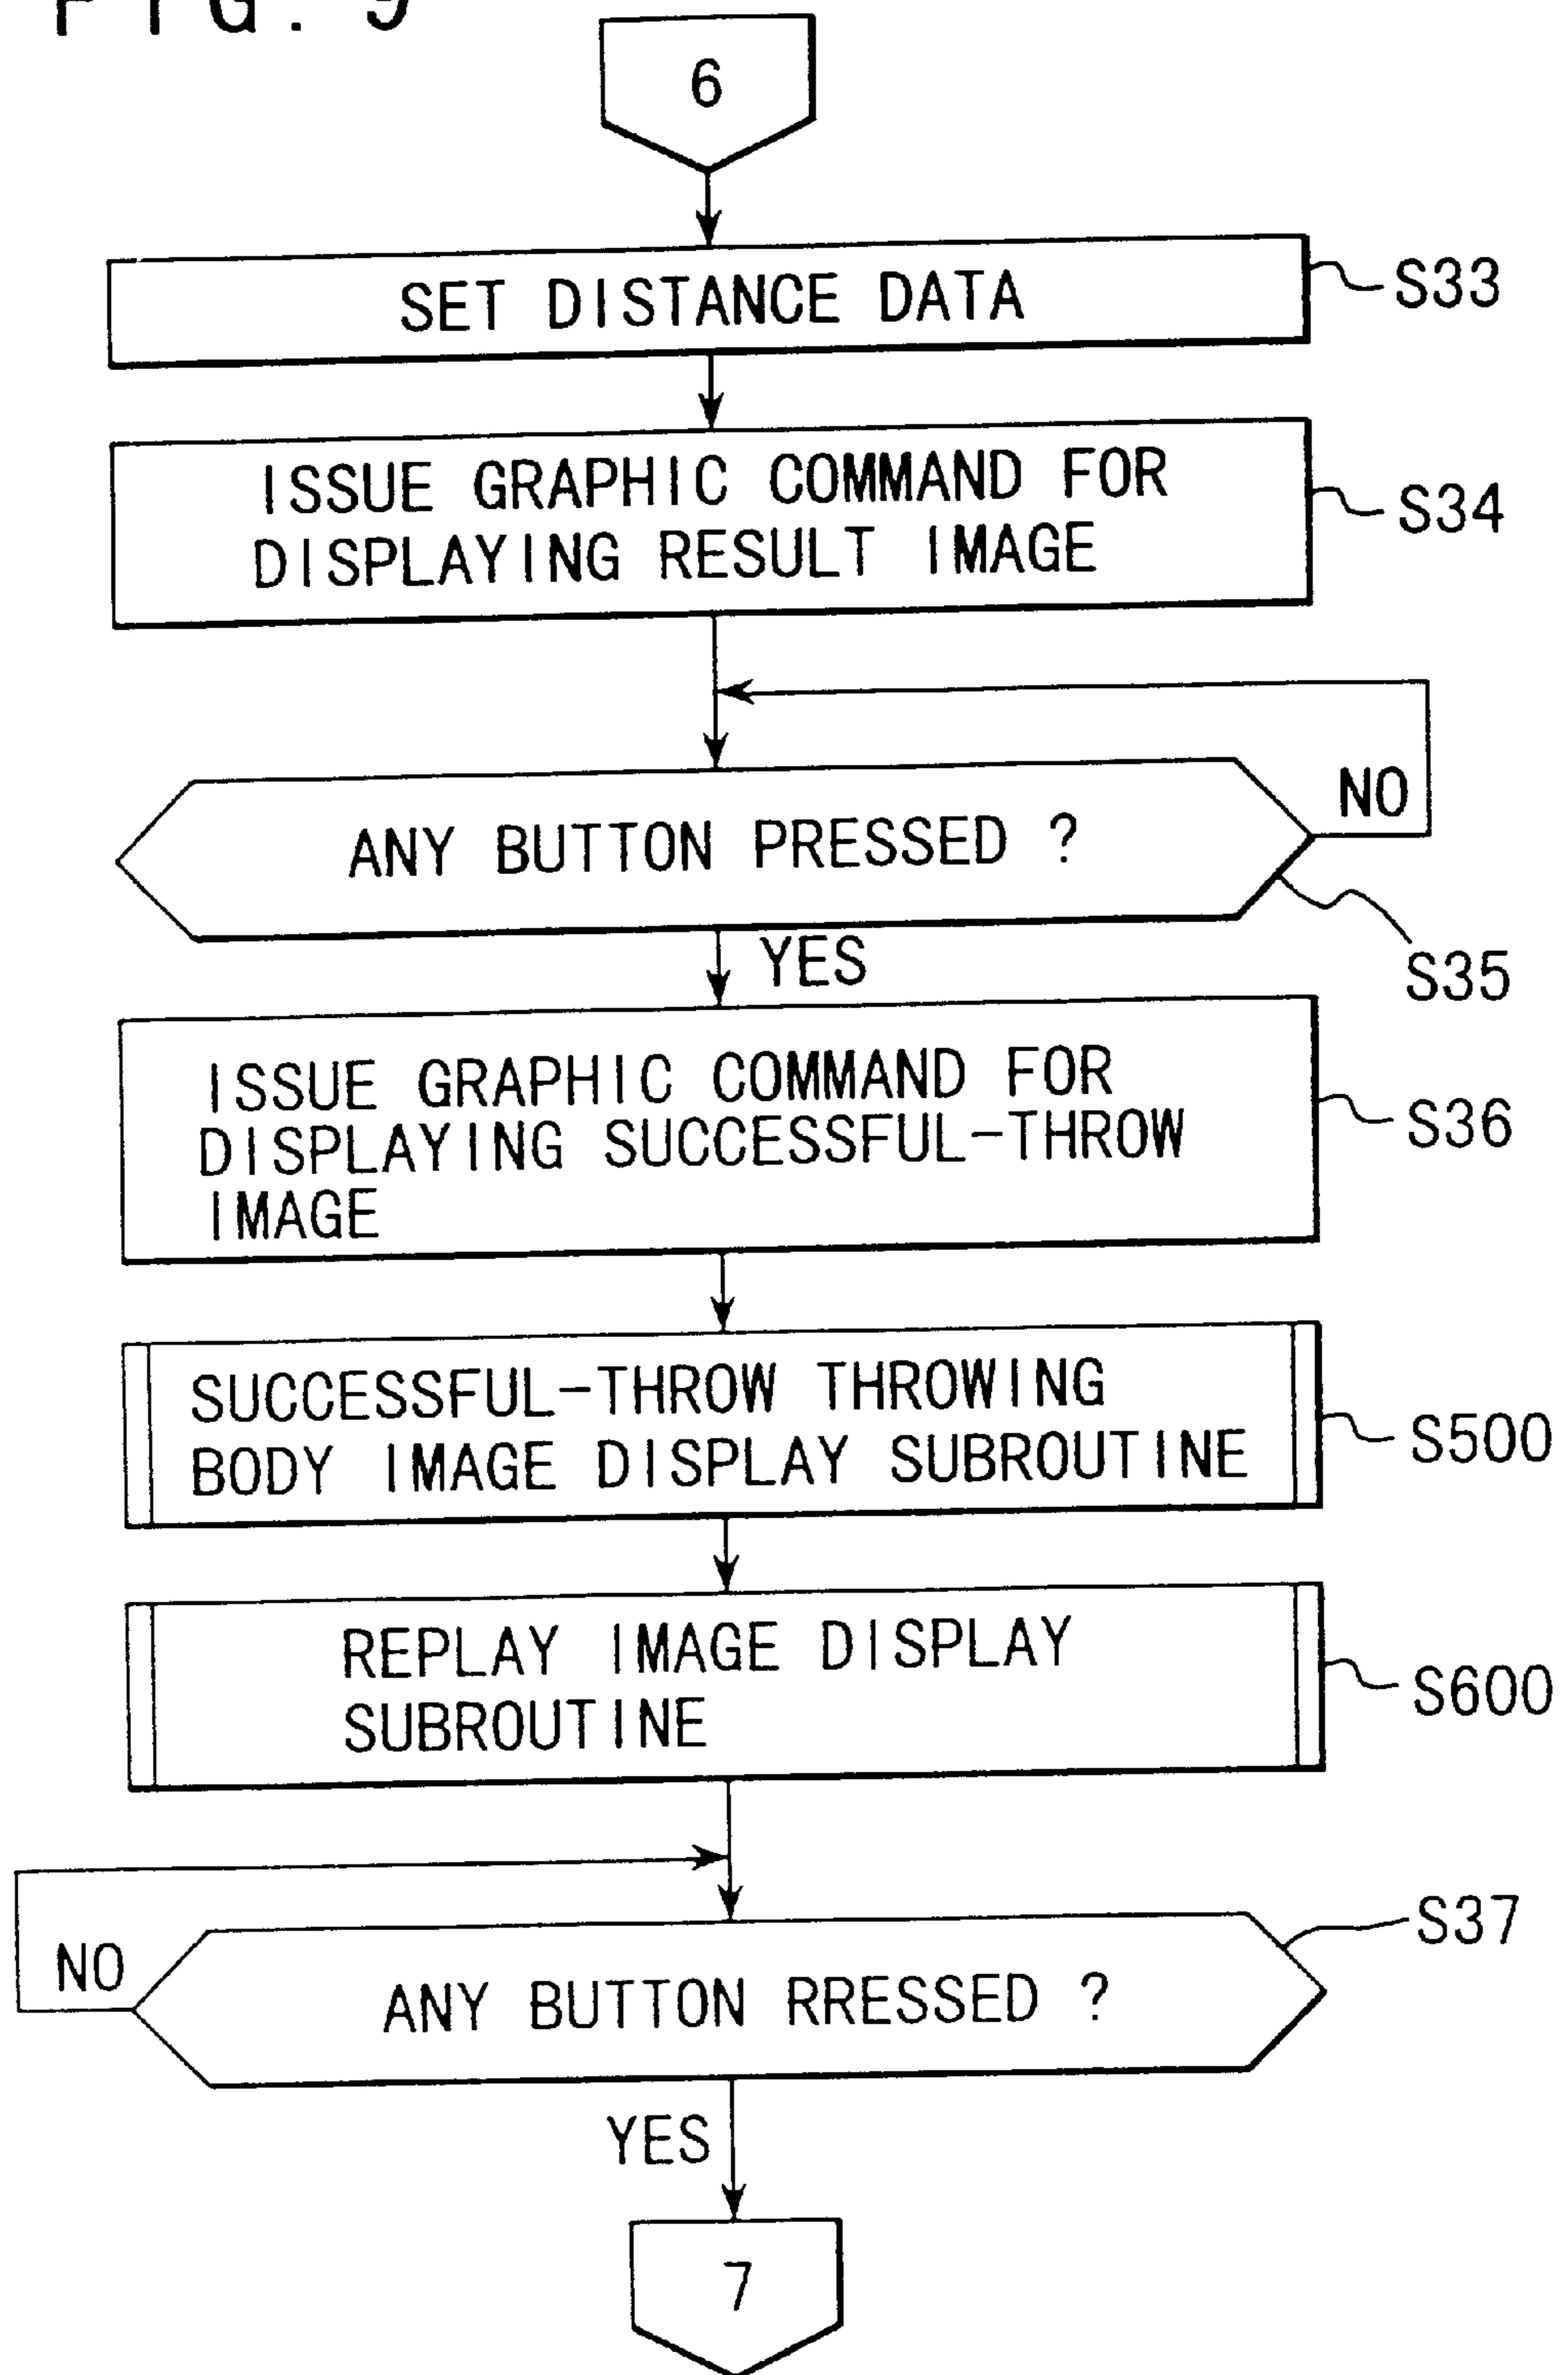 FIG. 9
6
SET DISTANCE DATA
S33
ISSUE GRAPHIC COMMAND FOR
DISPLAYING RESULT IMAGE
S34
NO
ANY BUTTON PRESSED ?
S35
YES
ISSUE GRAPHIC COMMAND FOR
DISPLAYING SUCCESSFUL-THROW
IMAGE
S36
SUCCESSFUL-THROW THROWING
BODY IMAGE DISPLAY SUBROUTINE
S500
REPLAY IMAGE DISPLAY
SUBROUTINE
S600
S37
NO
ANY BUTTON RRESSED ?
YES
7